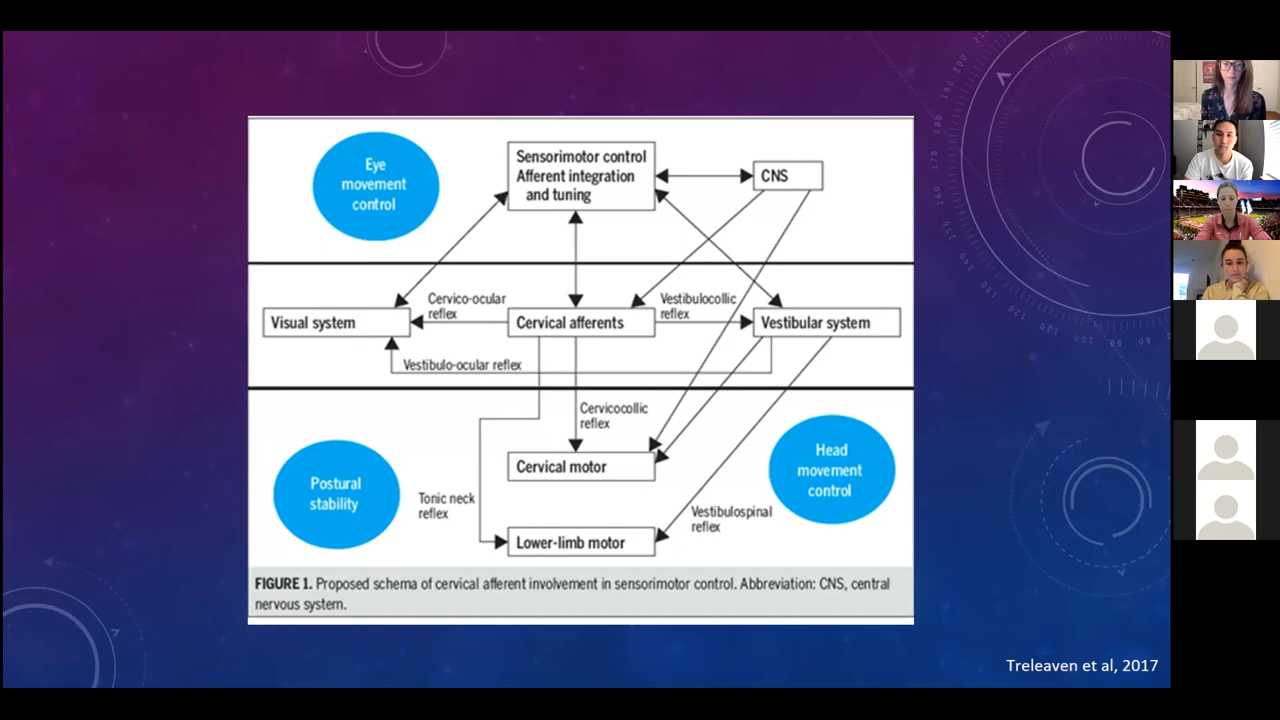 Eye
movement
control
Sensorimotor control
Afferent integration
and tuning
CNS
Cervico-ocular
reflex
Vestibulocollic
reflex
Visual system
Cervical afferents
Vestibular system
Vestibulo-ocular reflex
Cervicocollic
reflex
Cervical motor
Head
movement
control
Postural
stability
Tonic neck
reflex
Vestibulospinal
reflex
Lower-limb motor
FIGURE 1. Proposed schema of cervical afferent involvement in sensorimotor control. Abbreviation: CNS, central
nervous system.
Treleaven et al, 2017